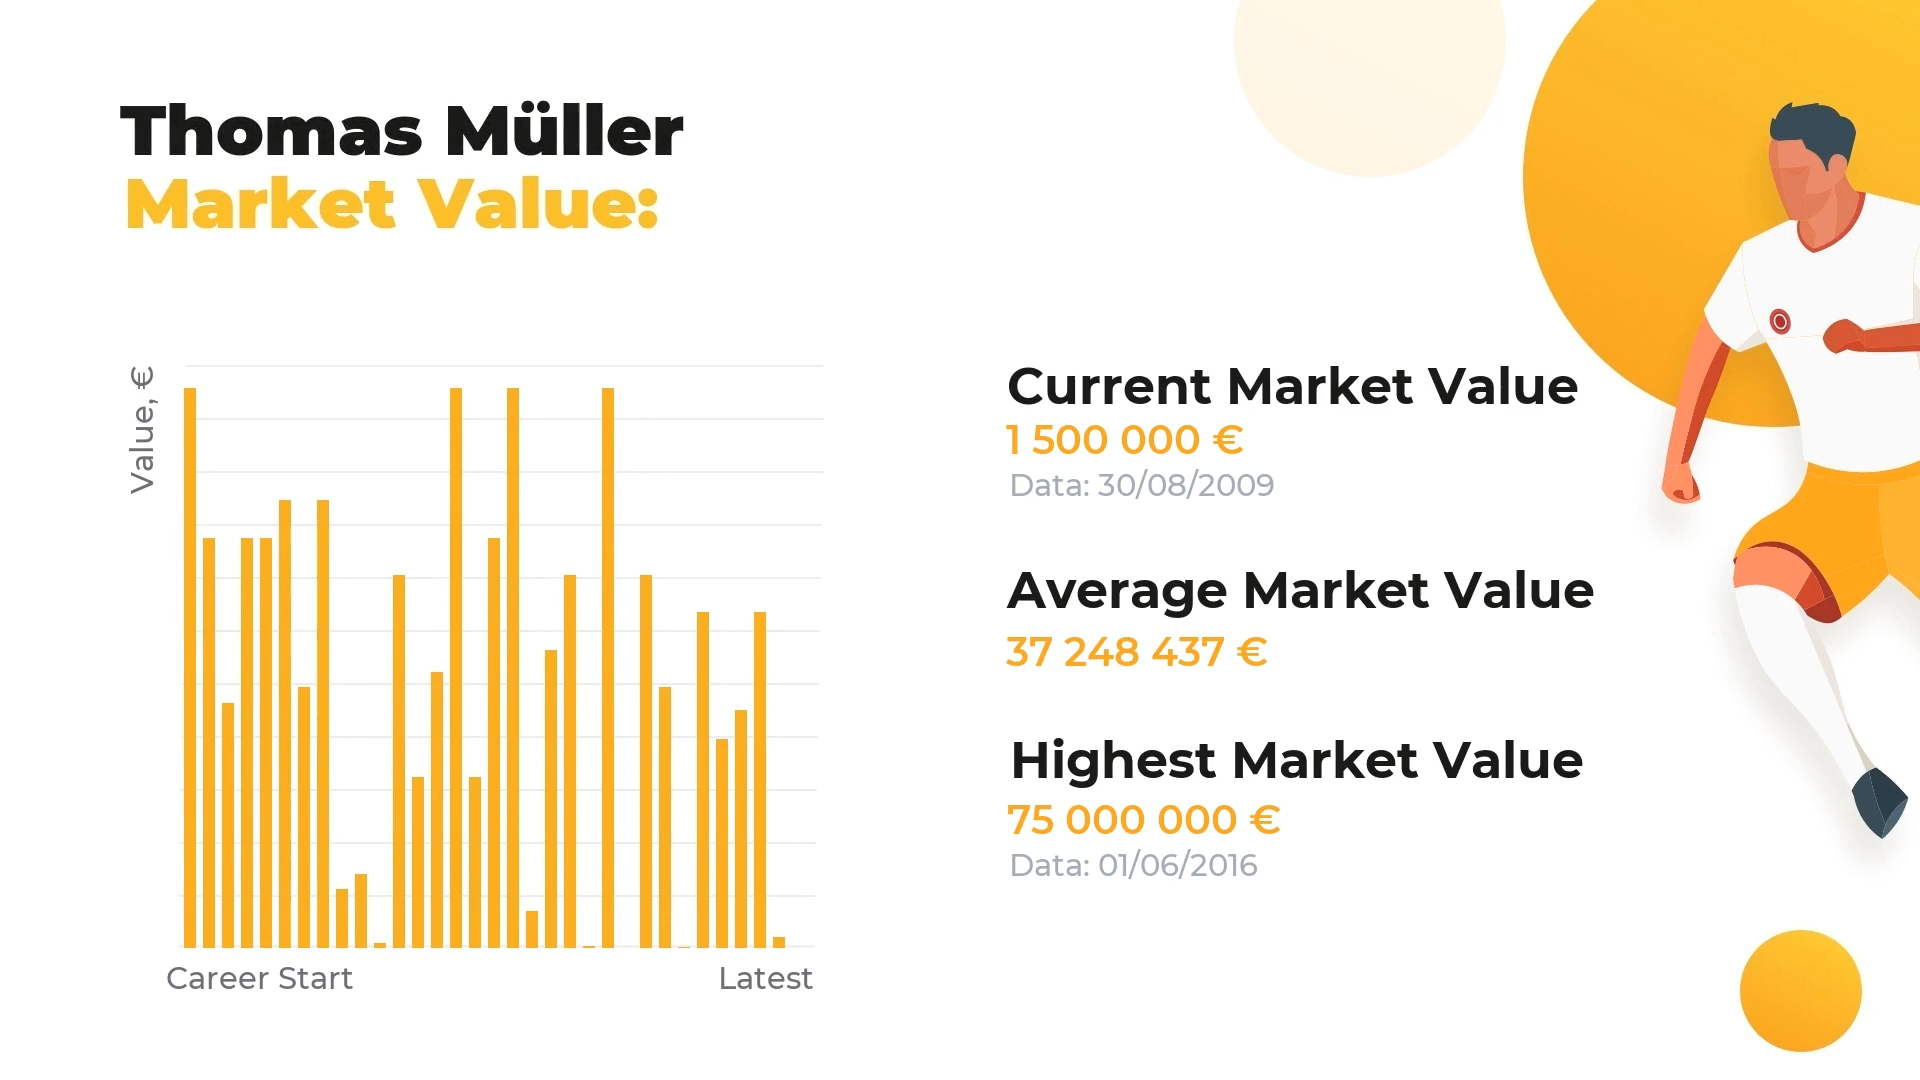 Thomas Müller
Market Value:
Value, €
Career Start
Latest
Current Market Value
1 500 000 €
Data: 30/08/2009
Average Market Value
37 248 437 €
Highest Market Value
75 000 000 €
Data: 01/06/2016